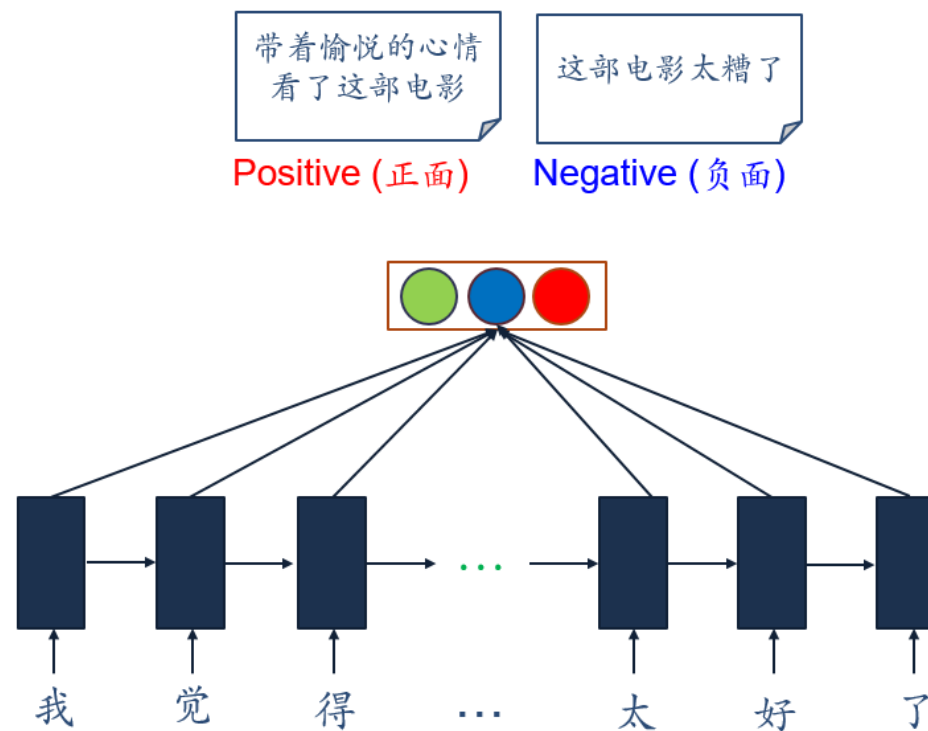 带着愉悦的心情
看了这部电影
这部电影太糟了
Positive (正面)
Negative (负面)
...
我 觉 得 ... 太 好 了